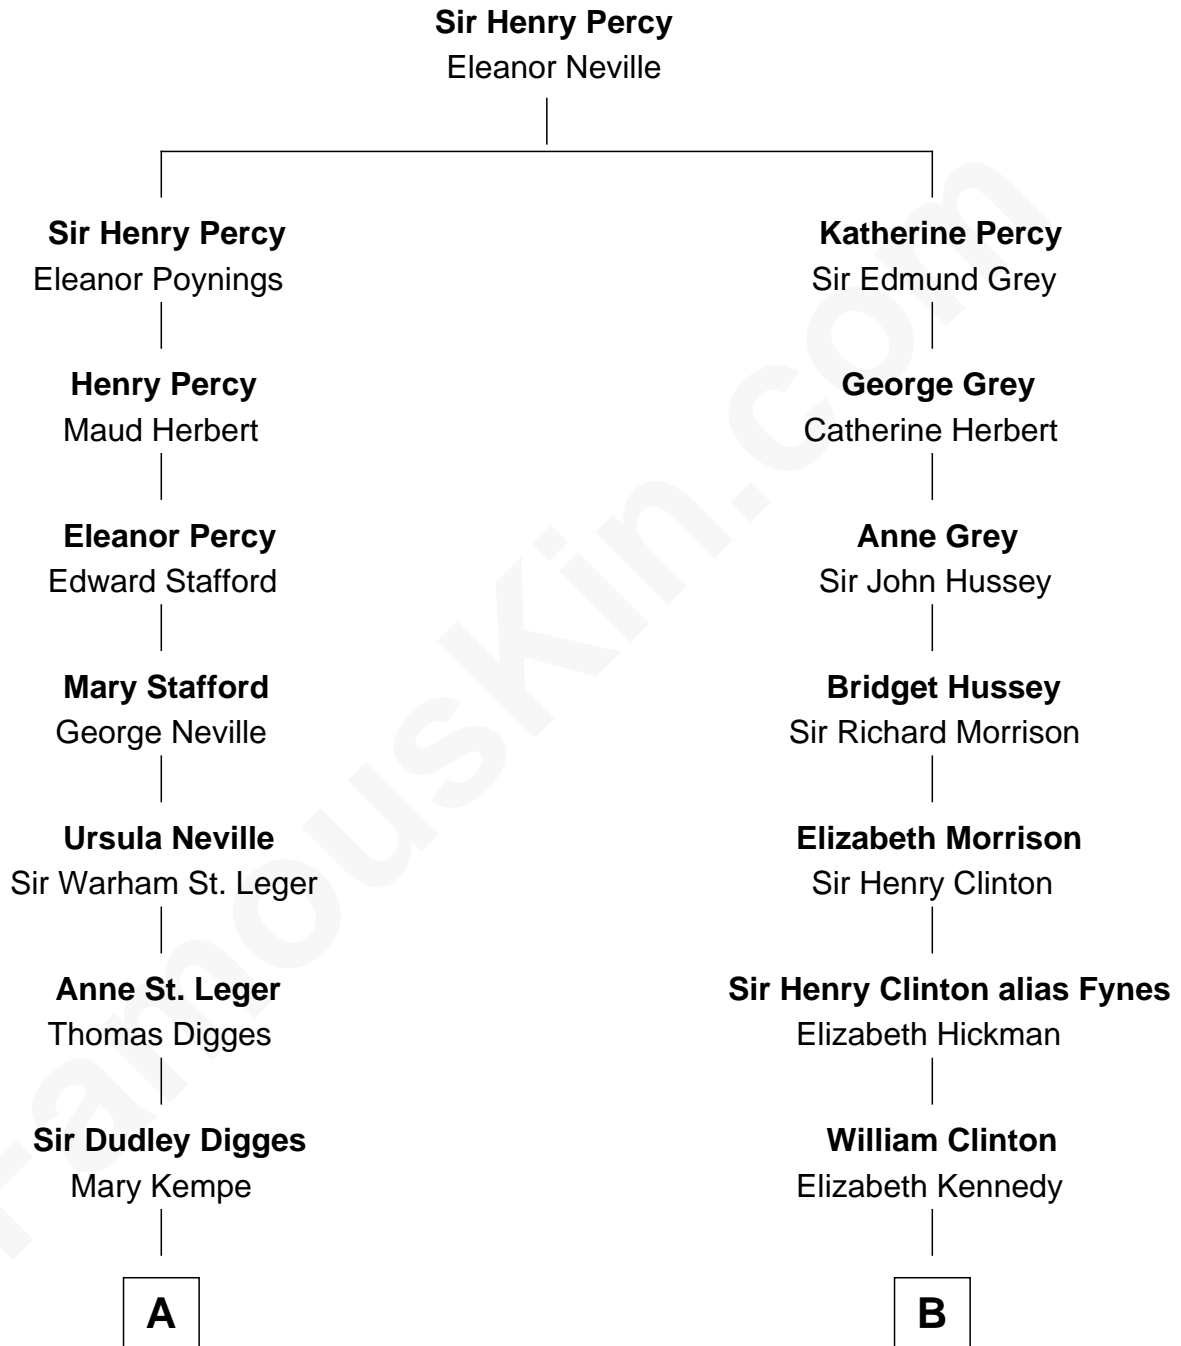 Sir Henry Percy
Eleanor Neville
Sir Henry Percy
Eleanor Poynings
Katherine Percy
Sir Edmund Grey
Henry Percy
Maud Herbert
George Grey
Catherine Herbert
Eleanor Percy
Edward Stafford
Anne Grey
Sir John Hussey
Mary Stafford
George Neville
Bridget Hussey
Sir Richard Morrison
Ursula Neville
Sir Warham St. Leger
Elizabeth Morrison
Sir Henry Clinton
Anne St. Leger
Thomas Digges
Sir Henry Clinton alias Fynes
Elizabeth Hickman
Sir Dudley Digges
Mary Kempe
William Clinton
Elizabeth Kennedy
A
B
FamousKin.com